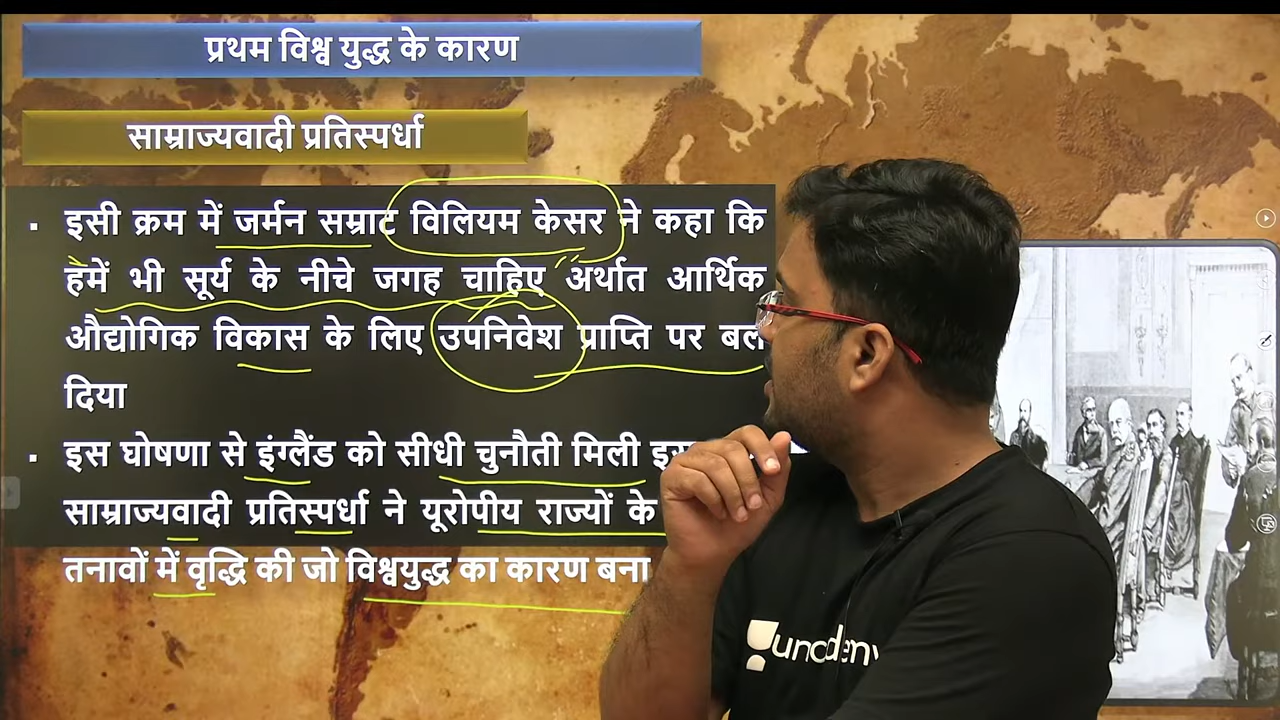 प्रथम विश्व युद्ध के कारण
साम्राज्यवादी प्रतिस्पर्धा
▪ इसी क्रम में जर्मन सम्राट विलियम केसर ने कहा कि
हमें भी सूर्य के नीचे जगह चाहिए अर्थात आर्थिक
औद्योगिक विकास के लिए उपनिवेश प्राप्ति पर बल
दिया
▪ इस घोषणा से इंग्लैंड को सीधी चुनौती मिली
साम्राज्यवादी प्रतिस्पर्धा ने यूरोपीय राज्यों के
तनावों में वृद्धि की जो विश्वयुद्ध का कारण बना